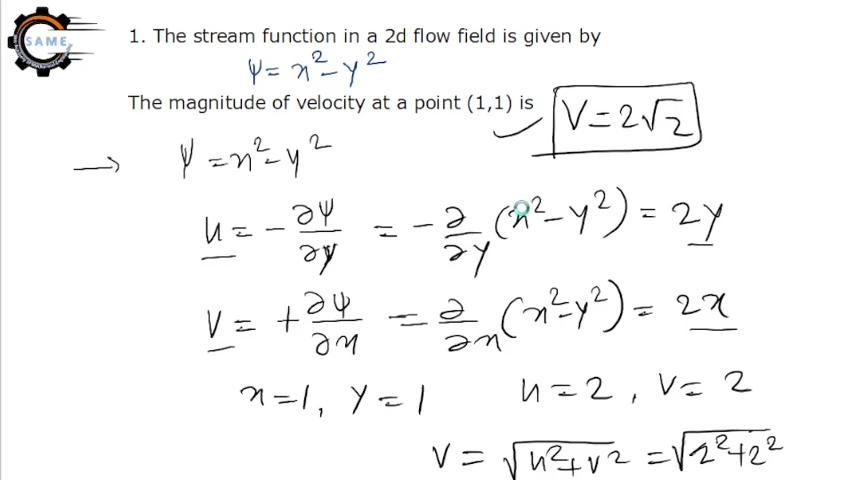 SAME
1. The stream function in a 2d flow field is given by
ψ = x² - y²
The magnitude of velocity at a point (1,1) is
V = 2√2
→ ψ = x² - y²
u = - ∂ψ/∂y = - ∂/∂y (x² - y²) = 2y
v = + ∂ψ/∂x = ∂/∂x (x² - y²) = 2x
x = 1, y = 1 u = 2, v = 2
V = √u² + v² = √2² + 2²